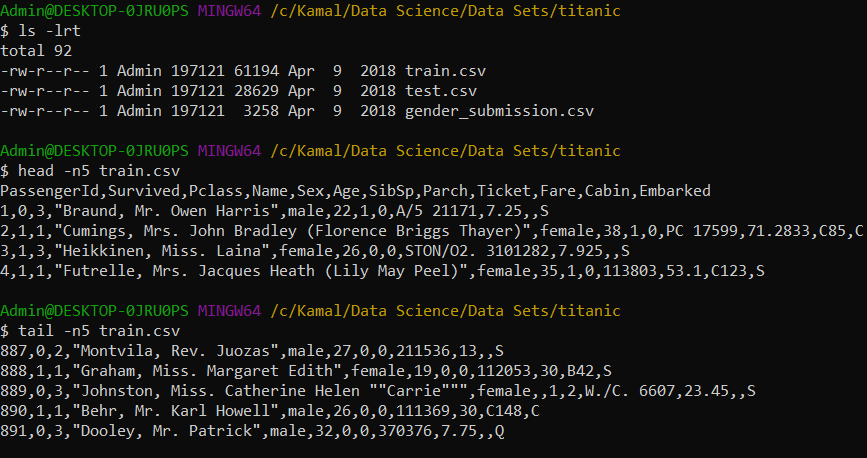 Admin@DESKTOP-0JRU0PS MINGW64 /c/Kamal/Data Science/Data Sets/titanic
$ ls -lrt
total 92
-rw-r--r-- 1 Admin 197121 61194 Apr  9  2018 train.csv
-rw-r--r-- 1 Admin 197121 28629 Apr  9  2018 test.csv
-rw-r--r-- 1 Admin 197121  3258 Apr  9  2018 gender_submission.csv

Admin@DESKTOP-0JRU0PS MINGW64 /c/Kamal/Data Science/Data Sets/titanic
$ head -n5 train.csv
PassengerId,Survived,Pclass,Name,Sex,Age,SibSp,Parch,Ticket,Fare,Cabin,Embarked
1,0,3,"Braund, Mr. Owen Harris",male,22,1,0,A/5 21171,7.25,,S
2,1,1,"Cumings, Mrs. John Bradley (Florence Briggs Thayer)",female,38,1,0,PC 17599,71.2833,C85,C
3,1,3,"Heikkinen, Miss. Laina",female,26,0,0,STON/O2. 3101282,7.925,,S
4,1,1,"Futrelle, Mrs. Jacques Heath (Lily May Peel)",female,35,1,0,113803,53.1,C123,S

Admin@DESKTOP-0JRU0PS MINGW64 /c/Kamal/Data Science/Data Sets/titanic
$ tail -n5 train.csv
887,0,2,"Montvila, Rev. Juozas",male,27,0,0,211536,13,,S
888,1,1,"Graham, Miss. Margaret Edith",female,19,0,0,112053,30,B42,S
889,0,3,"Johnston, Miss. Catherine Helen ""Carrie""",female,,1,2,W./C. 6607,23.45,,S
890,1,1,"Behr, Mr. Karl Howell",male,26,0,0,111369,30,C148,C
891,0,3,"Dooley, Mr. Patrick",male,32,0,0,370376,7.75,,Q